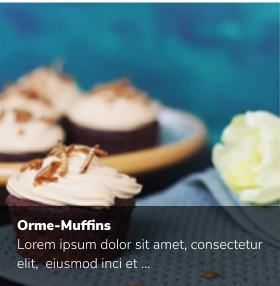 Orme-Muffins
Lorem ipsum dolor sit amet, consectetur
elit,  eiusmod inci et ...